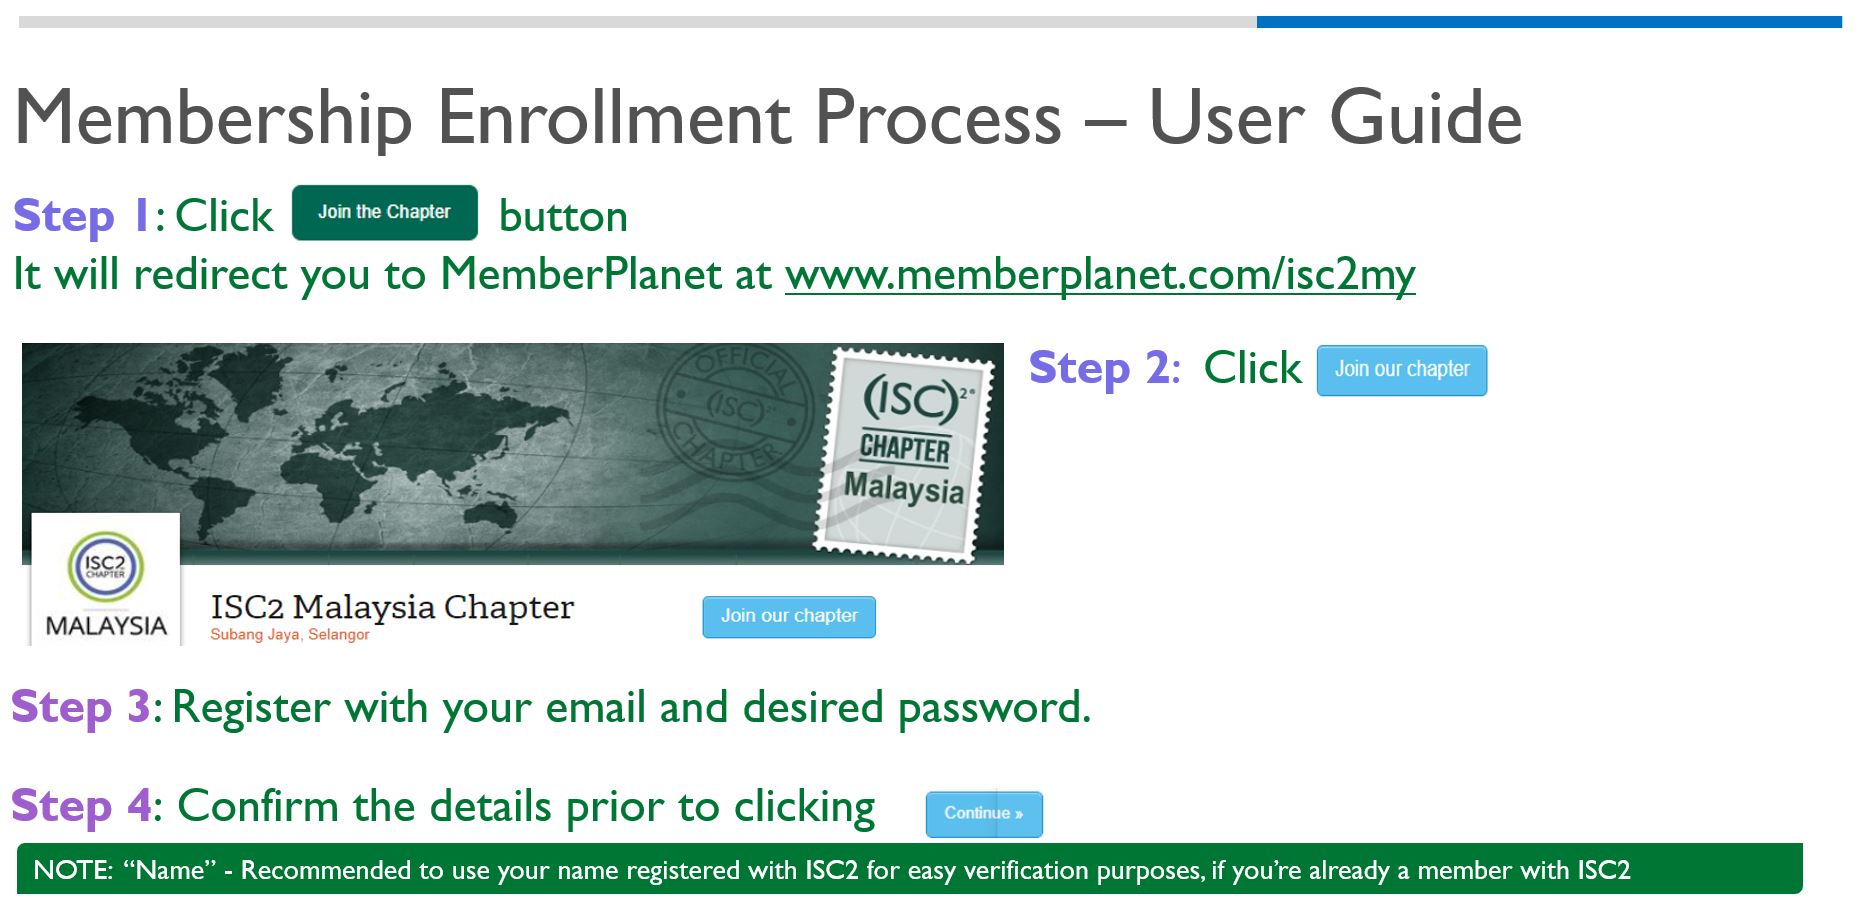 Membership Enrollment Process – User Guide
Step 1: Click Join the Chapter button
It will redirect you to MemberPlanet at www.memberplanet.com/isc2my
OFFICIAL
(ISC)²®
CHAPTER
(ISC)²®
CHAPTER
Malaysia
ISC2
CHAPTER
MALAYSIA
ISC2 Malaysia Chapter
Subang Jaya, Selangor
Join our chapter
Step 2: Click Join our chapter
Step 3: Register with your email and desired password.
Step 4: Confirm the details prior to clicking Continue »
NOTE: “Name” - Recommended to use your name registered with ISC2 for easy verification purposes, if you’re already a member with ISC2